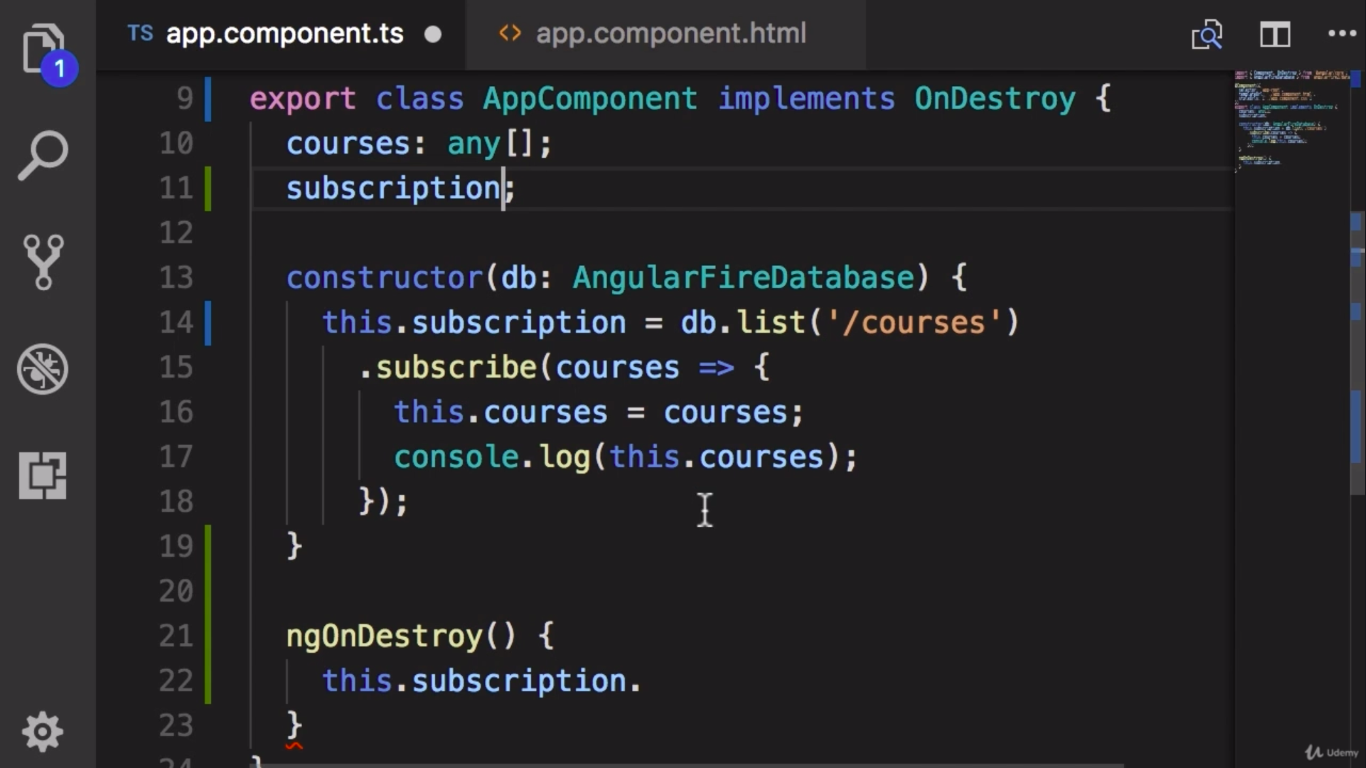 TS app.component.ts
<> app.component.html
1
9 export class AppComponent implements OnDestroy {
10 courses: any[];
11 subscription;
12
13 constructor(db: AngularFireDatabase) {
14 this.subscription = db.list('/courses')
15 .subscribe(courses => {
16 this.courses = courses;
17 console.log(this.courses);
18 });
19 }
20
21 ngOnDestroy() {
22 this.subscription.
23 }
24 }
Udemy